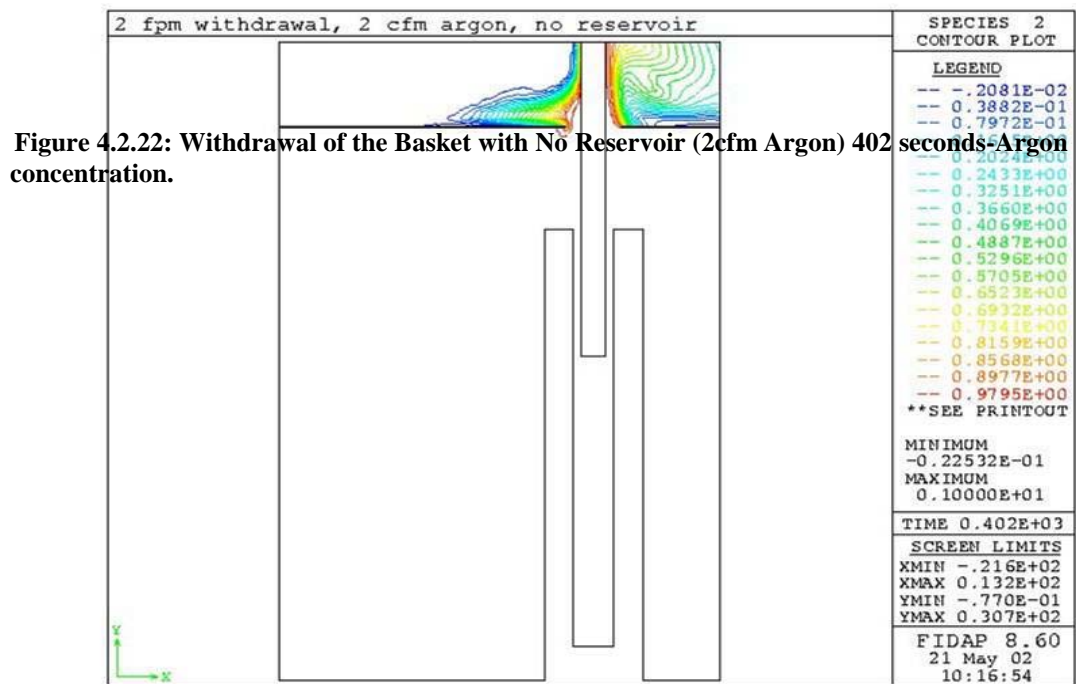 2 fpm withdrawal, 2 cfm argon, no reservoir
SPECIES 2
CONTOUR PLOT
LEGEND
-- -.2081E-02
-- 0.3882E-01
-- 0.7972E-01
Figure 4.2.22: Withdrawal of the Basket with No Reservoir (2cfm Argon) 402 seconds-Argon
concentration.
-- 0.2024E+00
-- 0.2433E+00
-- 0.3251E+00
-- 0.3660E+00
-- 0.4069E+00
-- 0.4887E+00
-- 0.5296E+00
-- 0.5705E+00
-- 0.6523E+00
-- 0.6932E+00
-- 0.7341E+00
-- 0.8159E+00
-- 0.8568E+00
-- 0.8977E+00
-- 0.9795E+00
**SEE PRINTOUT
MINIMUM
-0.22532E-01
MAXIMUM
0.10000E+01
TIME 0.402E+03
SCREEN LIMITS
XMIN -.216E+02
XMAX 0.132E+02
YMIN -.770E-01
YMAX 0.307E+02
FIDAP 8.60
21 May 02
10:16:54
Y
X